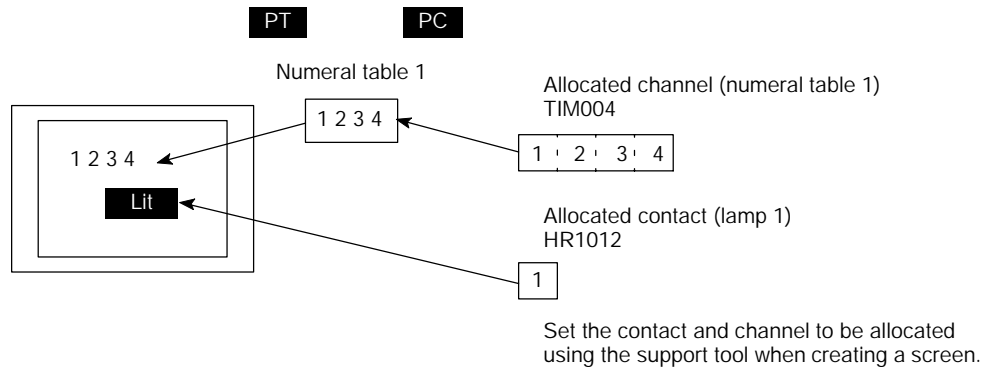 PT PC
Numeral table 1
Allocated channel (numeral table 1)
TIM004
1 2 3 4
1 2 3 4
1 2 3 4
Lit
Allocated contact (lamp 1)
HR1012
1
Set the contact and channel to be allocated
using the support tool when creating a screen.